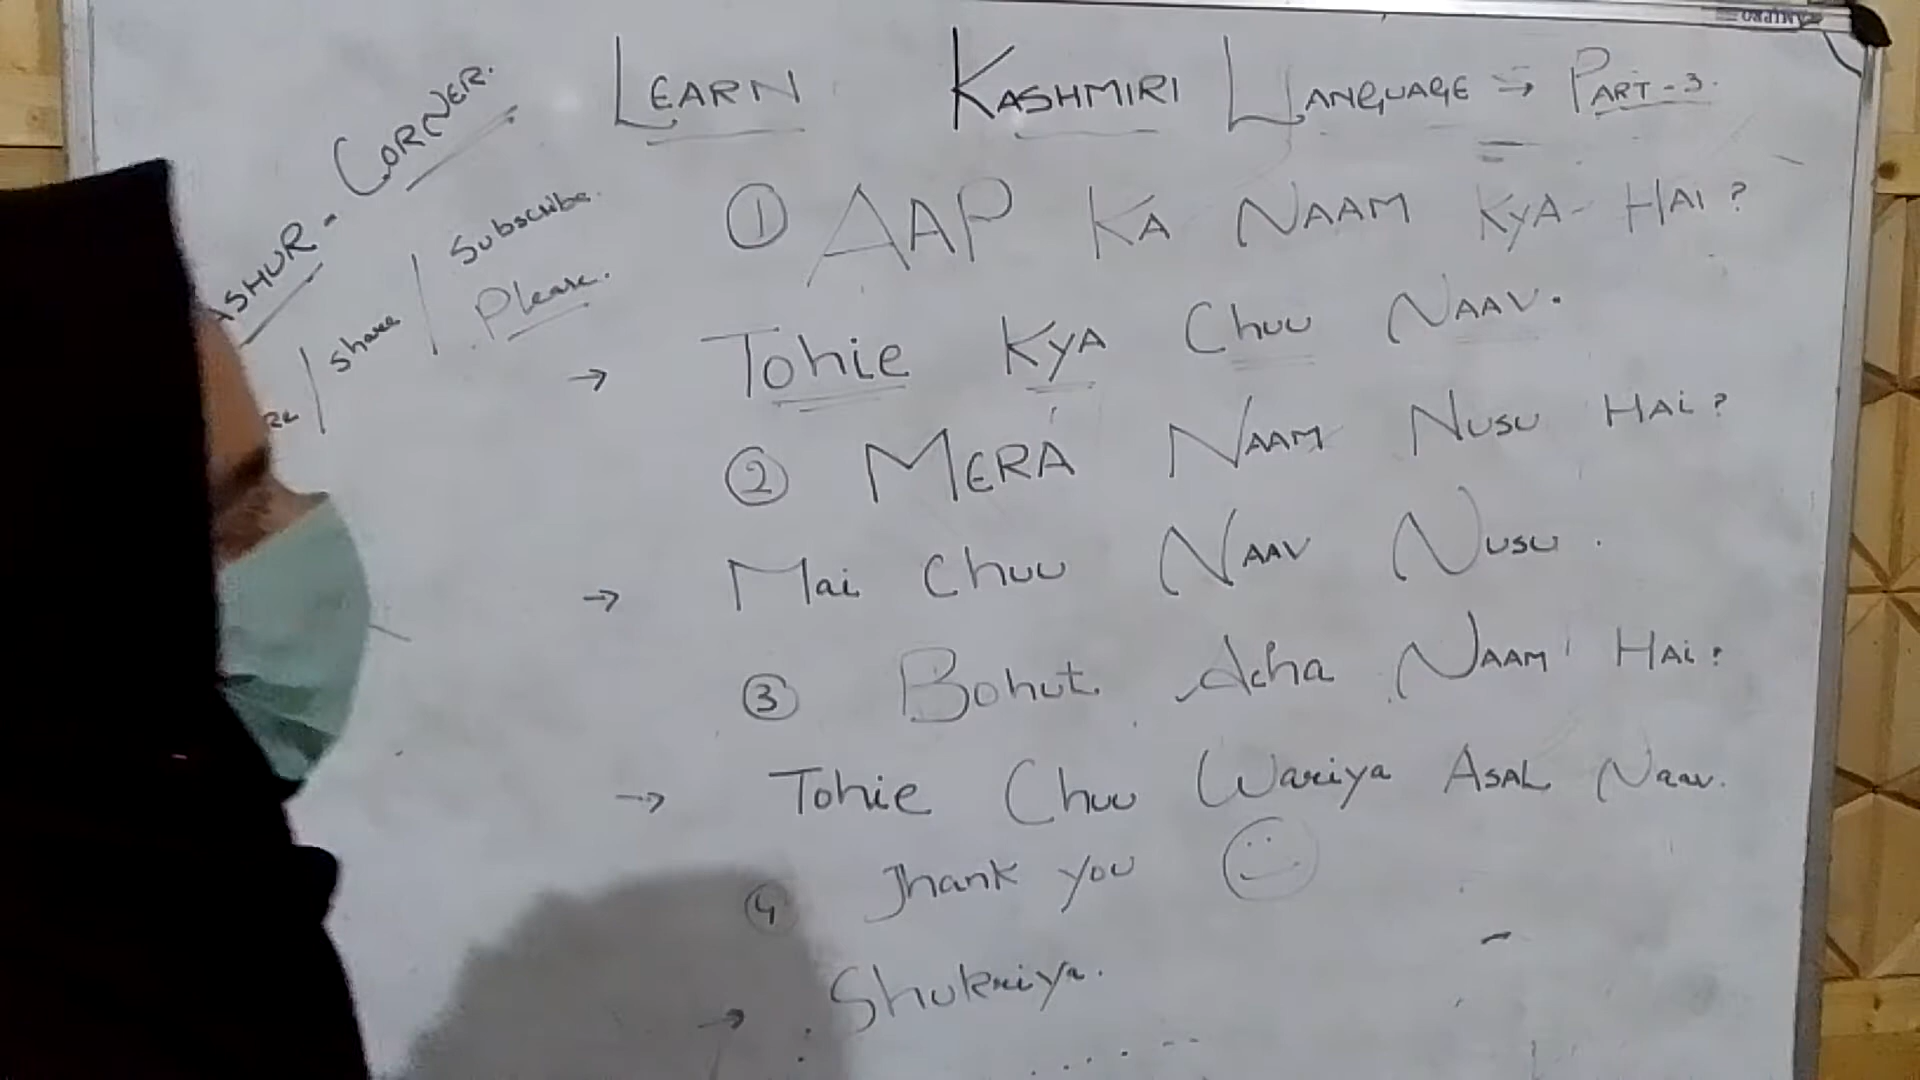 LEARN KASHMIRI LANGUAGE → PART-3.
CORNER.
share | Subscribe.
Please.
① AAP KA NAAM KYA HAI?
→ Tohie KYA Chuu NAAV.
② MERA NAAM NUSU HAi?
→ Mai Chuu NAAV NUSU.
③ Bohut Acha NAAM HAi?
→ Tohie Chuu Wariya ASAL Naav.
④ Thank you
→ Shukriya.